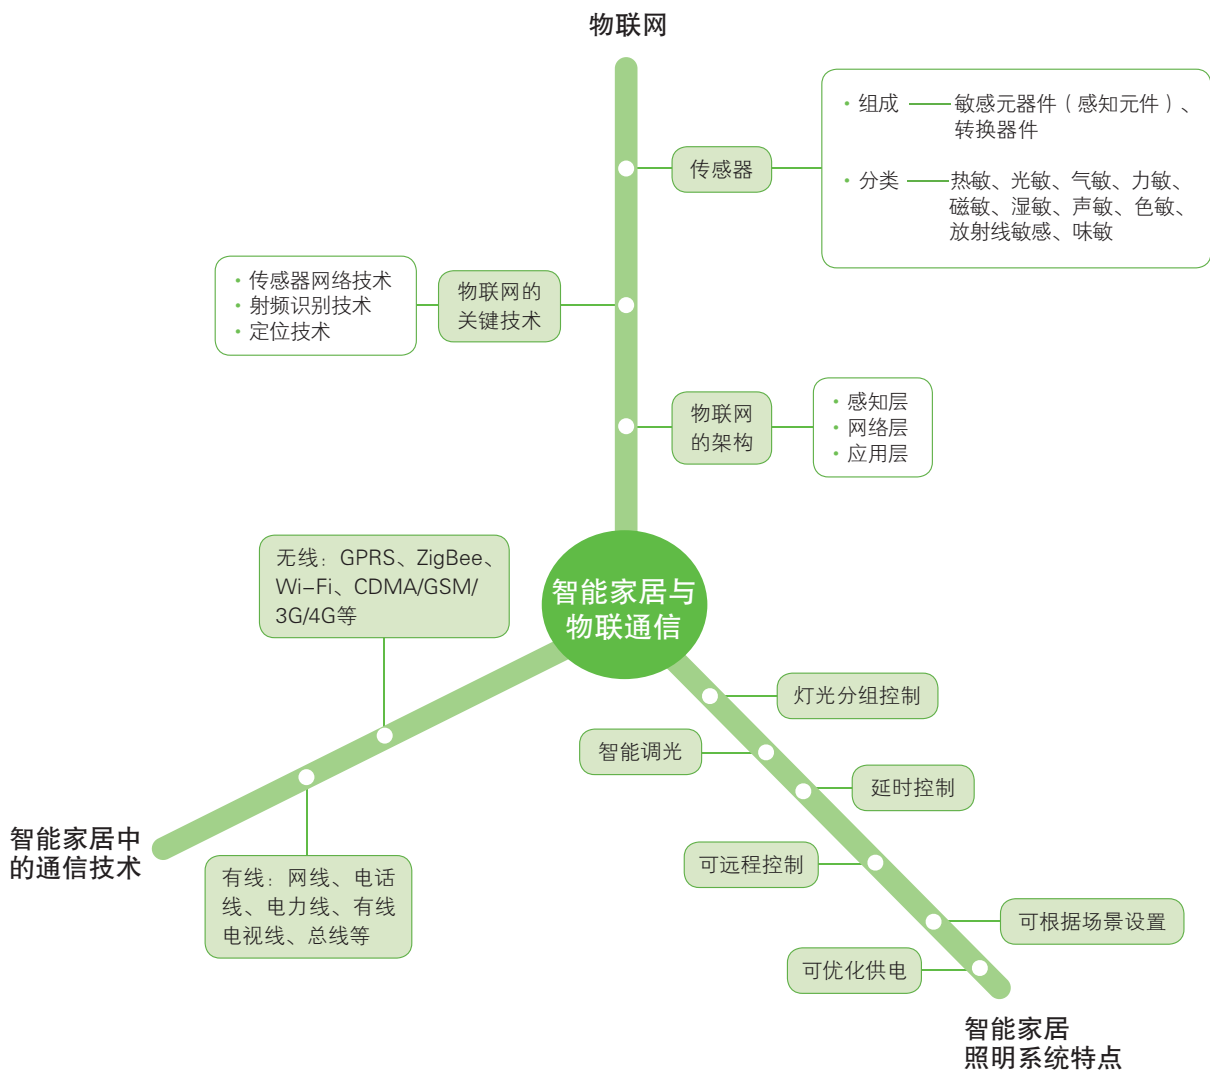 物联网
• 组成
敏感元器件（感知元件）、
转换器件
传感器
• 分类
热敏、光敏、气敏、力敏、
磁敏、湿敏、声敏、色敏、
放射线敏感、味敏
• 传感器网络技术
• 射频识别技术
• 定位技术
物联网的
关键技术
物联网
的架构
• 感知层
• 网络层
• 应用层
无线：GPRS、ZigBee、
Wi–Fi、CDMA/GSM/
3G/4G等
智能家居与
物联通信
灯光分组控制
智能调光
延时控制
智能家居中
的通信技术
有线：网线、电话
线、电力线、有线
电视线、总线等
可远程控制
可根据场景设置
可优化供电
智能家居
照明系统特点